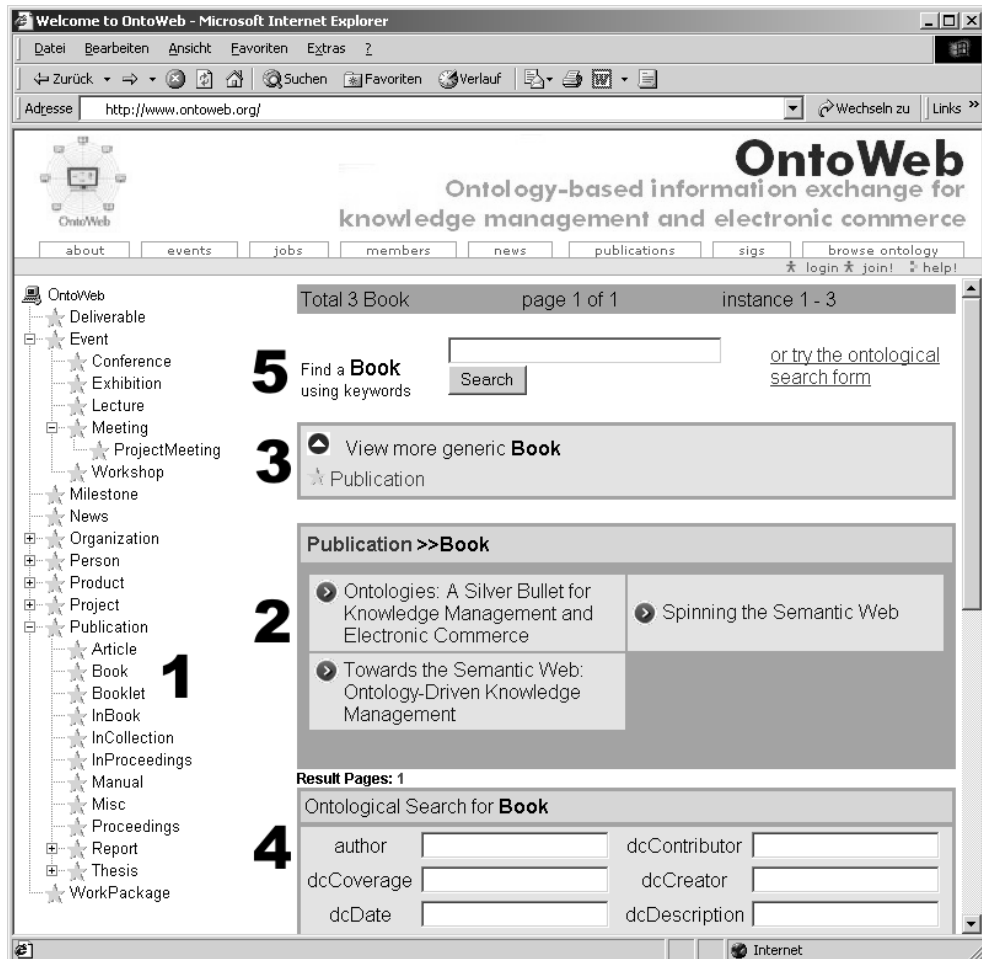 Welcome to OntoWeb - Microsoft Internet Explorer
Datei Bearbeiten Ansicht Favoriten Extras ?
Zurück Suchen Favoriten Verlauf
Adresse http://www.ontoweb.org/ Wechseln zu Links »
OntoWeb
OntoWeb
Ontology-based information exchange for
knowledge management and electronic commerce
about events jobs members news publications sigs browse ontology
login join! help!
OntoWeb
Deliverable
Event
Conference
Exhibition
Lecture
Meeting
ProjectMeeting
Workshop
Milestone
News
Organization
Person
Product
Project
Publication
Article
Book
Booklet
InBook
InCollection
InProceedings
Manual
Misc
Proceedings
Report
Thesis
WorkPackage
1
Total 3 Book page 1 of 1 instance 1 - 3
5
Find a Book
using keywords
Search
or try the ontological
search form
3
View more generic Book
Publication
2
Publication >>Book
Ontologies: A Silver Bullet for
Knowledge Management and
Electronic Commerce
Spinning the Semantic Web
Towards the Semantic Web:
Ontology-Driven Knowledge
Management
Result Pages: 1
4
Ontological Search for Book
author dcContributor
dcCoverage dcCreator
dcDate dcDescription
Internet